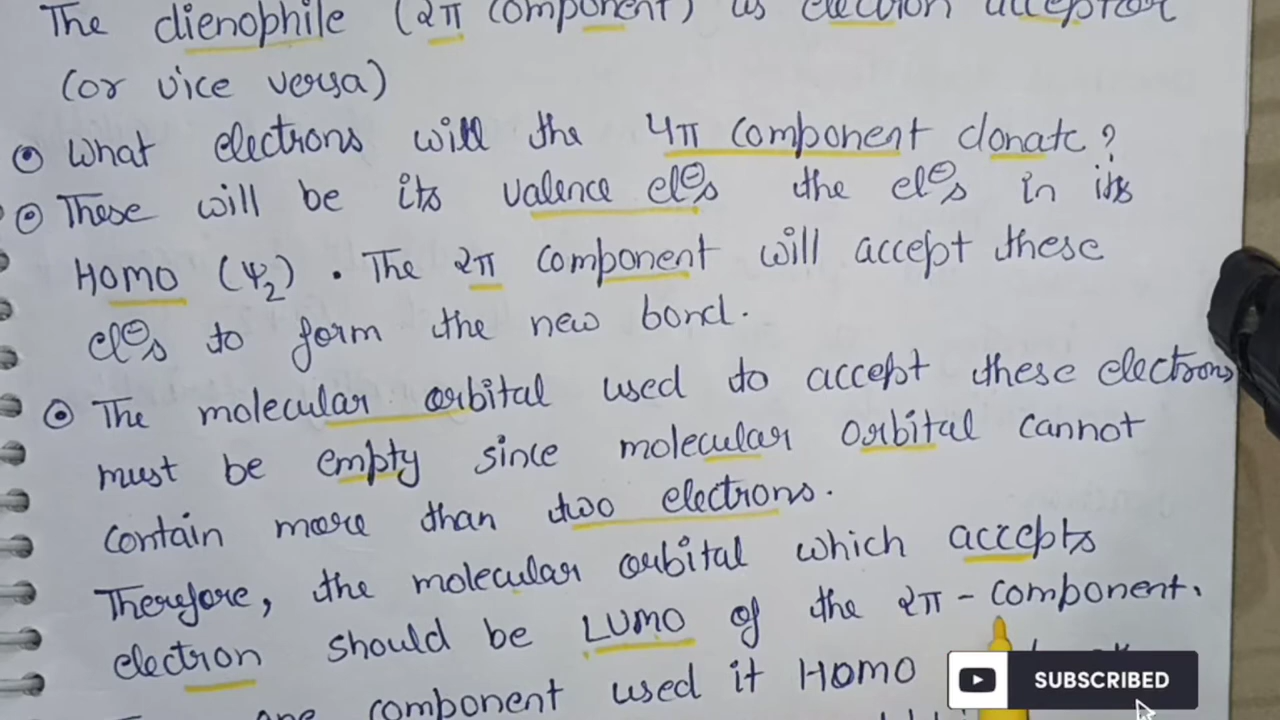 The dienophile (2π component) as electron acceptor
(or vice versa)
⊙ What electrons will the 4π component donate?
⊙ These will be its valence el⊖s the el⊖s in its
HOMO (Ψ₂). The 2π component will accept these
el⊖s to form the new bond.
⊙ The molecular orbital used to accept these electrons
must be empty since molecular orbital cannot
contain more than two electrons.
Therefore, the molecular orbital which accepts
electron should be LUMO of the 2π - component.
one component used it HOMO
SUBSCRIBED